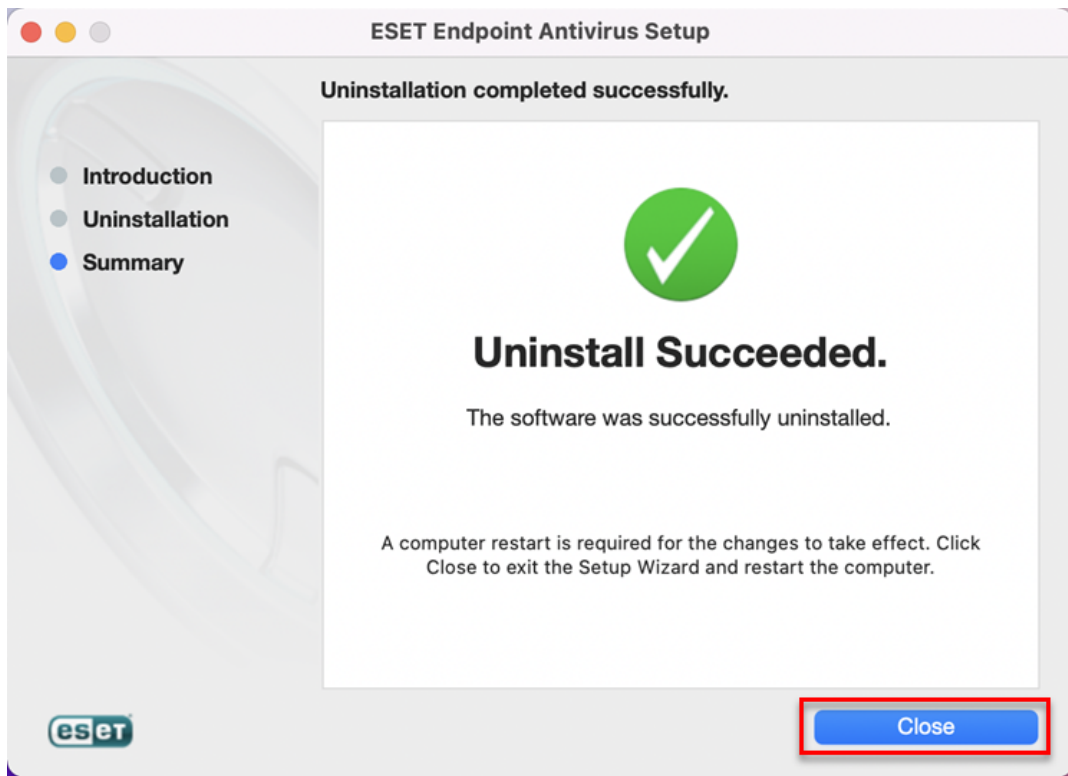 ESET Endpoint Antivirus Setup
Uninstallation completed successfully.
Introduction
Uninstallation
Summary
Uninstall Succeeded.
The software was successfully uninstalled.
A computer restart is required for the changes to take effect. Click
Close to exit the Setup Wizard and restart the computer.
eset
Close